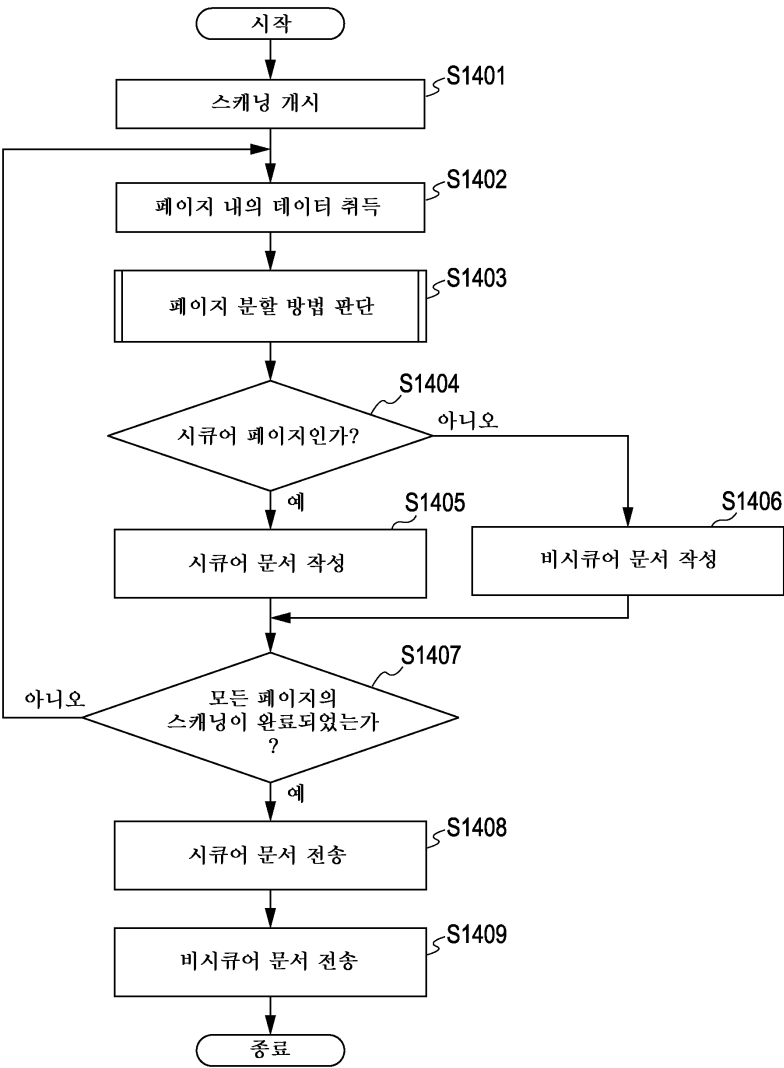 시작
S1401
스캐닝 개시
S1402
페이지 내의 데이터 취득
S1403
페이지 분할 방법 판단
S1404
시큐어 페이지인가?
아니오
예
S1405
시큐어 문서 작성
S1406
비시큐어 문서 작성
S1407
모든 페이지의
스캐닝이 완료되었는가
?
아니오
예
S1408
시큐어 문서 전송
S1409
비시큐어 문서 전송
종료